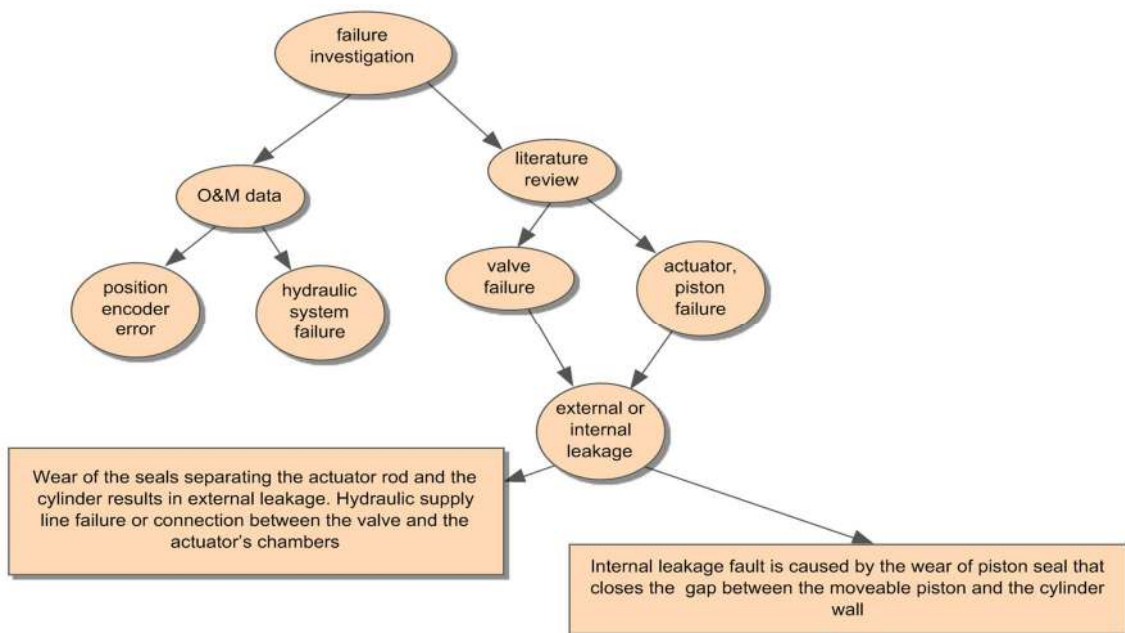 failure
investigation
O&M data
literature
review
position
encoder
error
hydraulic
system
failure
valve
failure
actuator,
piston
failure
external or
internal
leakage
Wear of the seals separating the actuator rod and the
cylinder results in external leakage. Hydraulic supply
line failure or connection between the valve and the
actuator's chambers
Internal leakage fault is caused by the wear of piston seal that
closes the gap between the moveable piston and the cylinder
wall